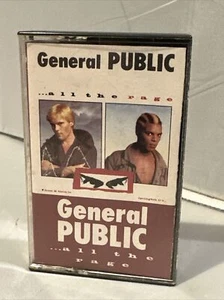 General PUBLIC
...all the rage
General
PUBLIC
...all the
rage